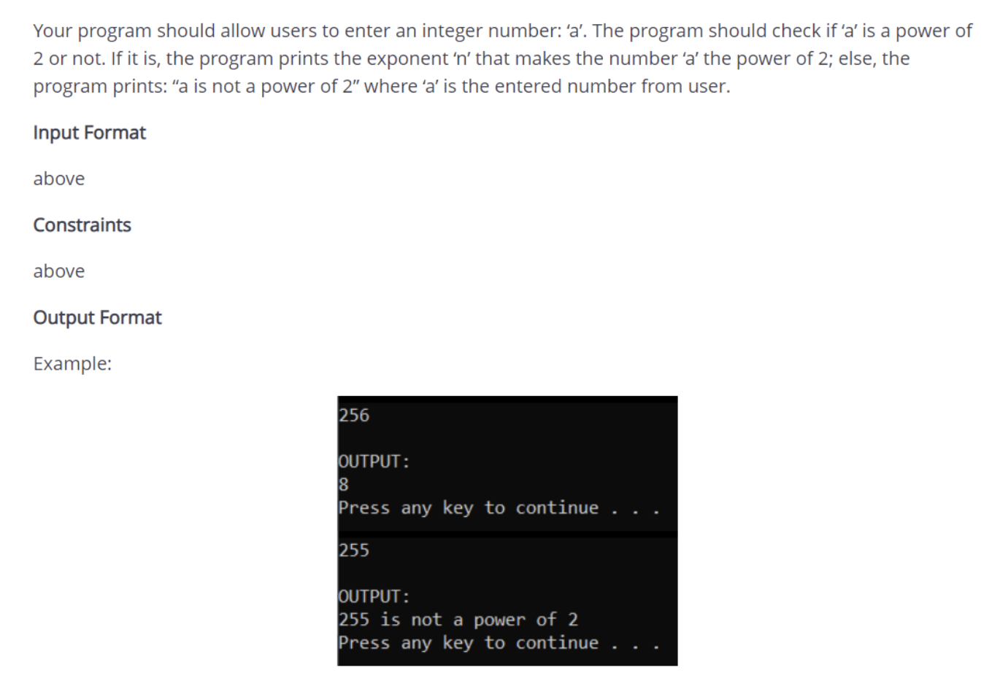 Your program should allow users to enter an integer number: ‘a’. The program should check if ‘a’ is a power of
2 or not. If it is, the program prints the exponent ‘n’ that makes the number ‘a’ the power of 2; else, the
program prints: “a is not a power of 2” where ‘a’ is the entered number from user.
Input Format
above
Constraints
above
Output Format
Example:
256
OUTPUT:
8
Press any key to continue . . .
255
OUTPUT:
255 is not a power of 2
Press any key to continue . . .